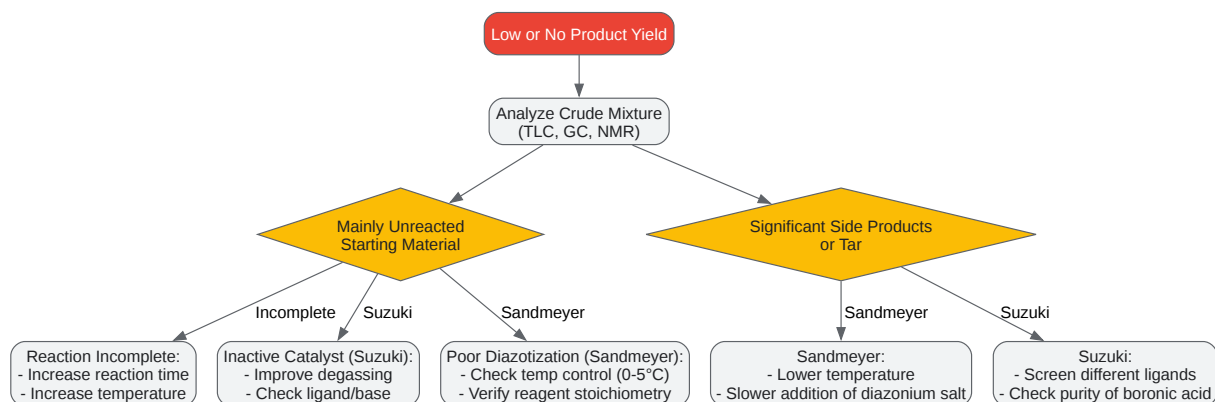 Low or No Product Yield
Analyze Crude Mixture
(TLC, GC, NMR)
Mainly Unreacted
Starting Material
Significant Side Products
or Tar
Incomplete
Suzuki
Sandmeyer
Sandmeyer
Suzuki
Reaction Incomplete:
- Increase reaction time
- Increase temperature
Inactive Catalyst (Suzuki):
- Improve degassing
- Check ligand/base
Poor Diazotization (Sandmeyer):
- Check temp control (0-5°C)
- Verify reagent stoichiometry
Sandmeyer:
- Lower temperature
- Slower addition of diazonium salt
Suzuki:
- Screen different ligands
- Check purity of boronic acid